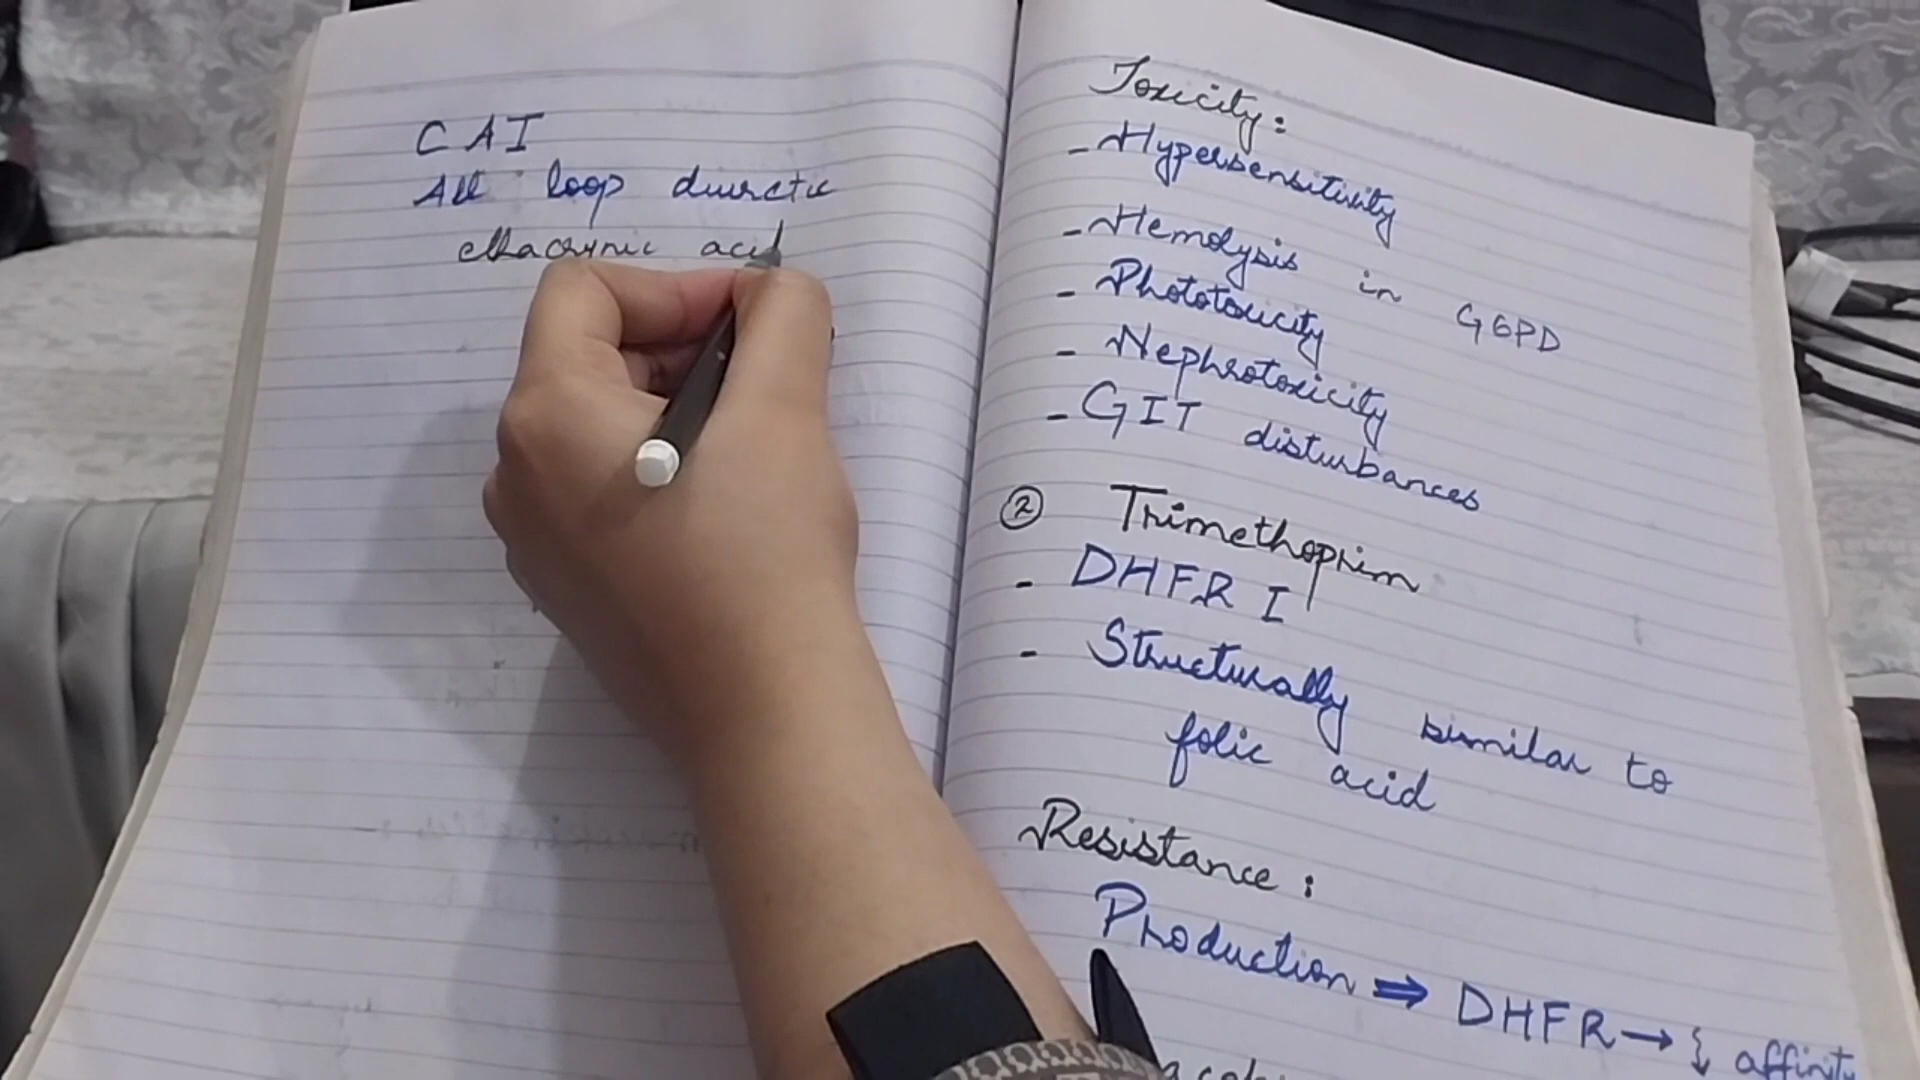 CAI
All loop diuretic
ethacrynic acid
Toxicity:
- Hypersensitivity
- Hemolysis in G6PD
- Phototoxicity
- Nephrotoxicity
- GIT disturbances
② Trimethoprim
- DHFR I
- Structurally similar to
folic acid
Resistance:
Production ⇒ DHFR → ↓ affinity